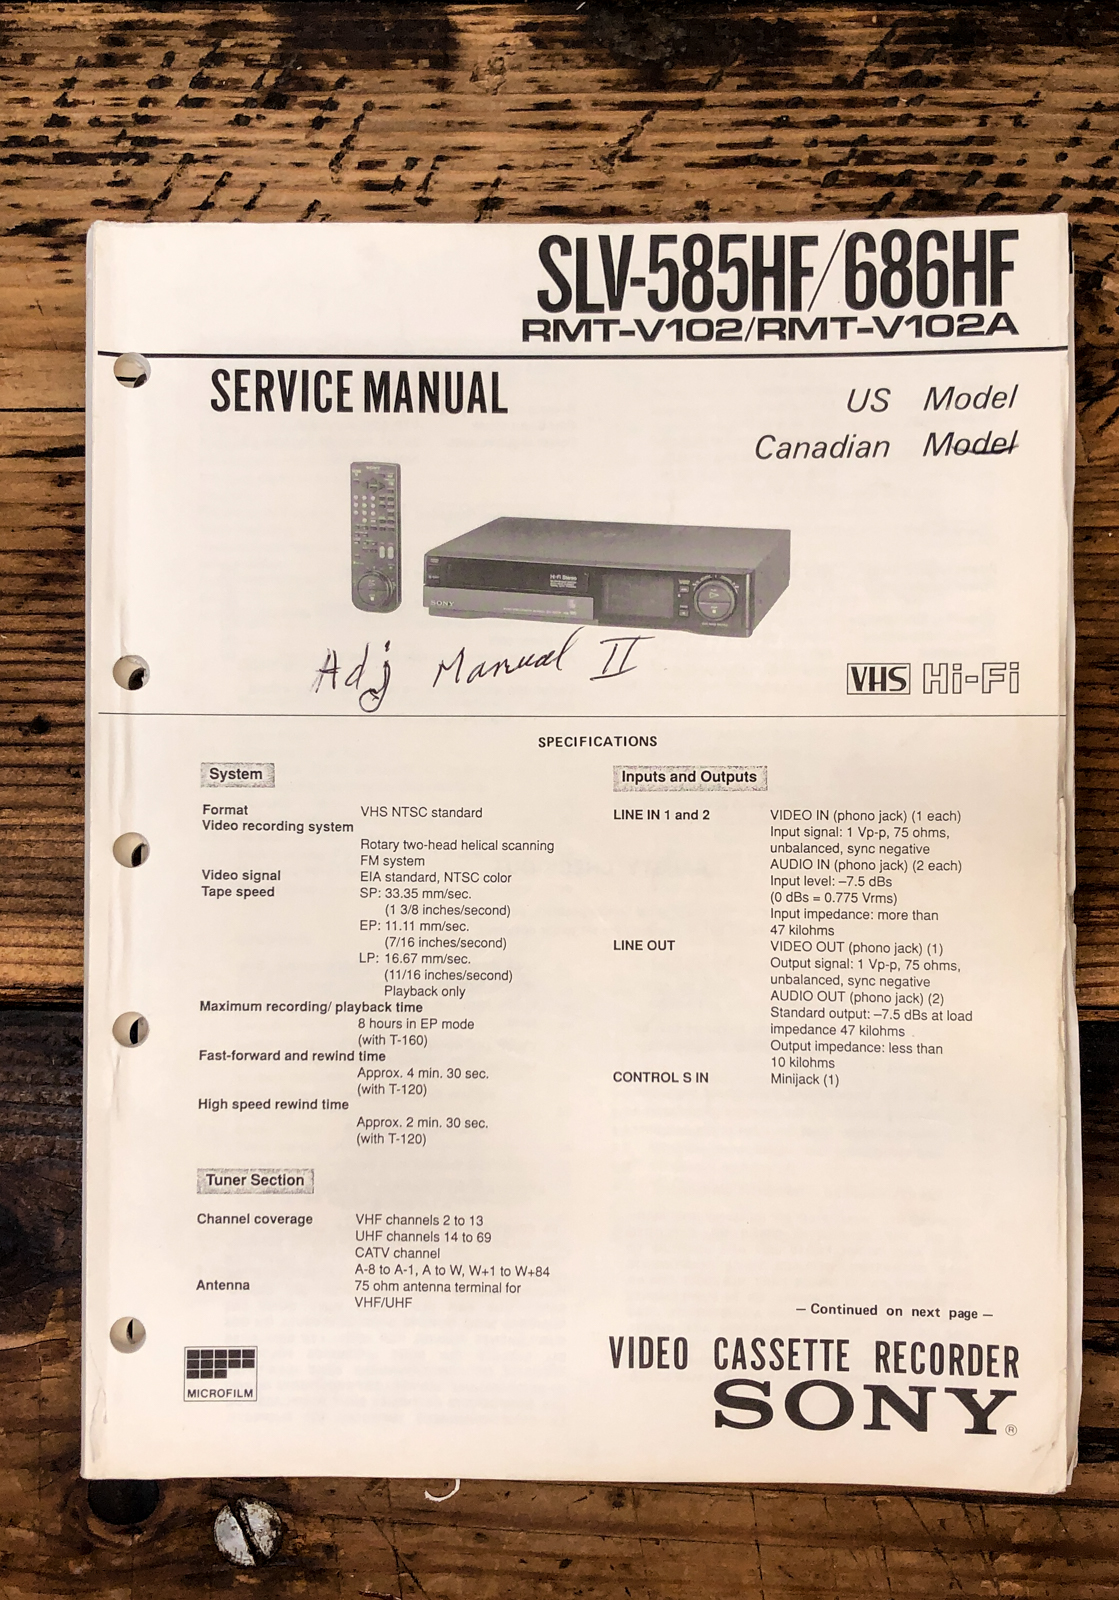 SLV-585HF/686HF
RMT-V102/RMT-V102A
SERVICE MANUAL
US Model
Canadian Model
SONY
Hi-Fi Stereo
Adj Manual II
VHS Hi-Fi
SPECIFICATIONS
System
Format VHS NTSC standard
Video recording system
Rotary two-head helical scanning
FM system
Video signal EIA standard, NTSC color
Tape speed SP: 33.35 mm/sec.
(1 3/8 inches/second)
EP: 11.11 mm/sec.
(7/16 inches/second)
LP: 16.67 mm/sec.
(11/16 inches/second)
Playback only
Maximum recording/ playback time
8 hours in EP mode
(with T-160)
Fast-forward and rewind time
Approx. 4 min. 30 sec.
(with T-120)
High speed rewind time
Approx. 2 min. 30 sec.
(with T-120)
Tuner Section
Channel coverage VHF channels 2 to 13
UHF channels 14 to 69
CATV channel
A-8 to A-1, A to W, W+1 to W+84
Antenna 75 ohm antenna terminal for
VHF/UHF
Inputs and Outputs
LINE IN 1 and 2 VIDEO IN (phono jack) (1 each)
Input signal: 1 Vp-p, 75 ohms,
unbalanced, sync negative
AUDIO IN (phono jack) (2 each)
Input level: –7.5 dBs
(0 dBs = 0.775 Vrms)
Input impedance: more than
47 kilohms
LINE OUT VIDEO OUT (phono jack) (1)
Output signal: 1 Vp-p, 75 ohms,
unbalanced, sync negative
AUDIO OUT (phono jack) (2)
Standard output: –7.5 dBs at load
impedance 47 kilohms
Output impedance: less than
10 kilohms
CONTROL S IN Minijack (1)
– Continued on next page –
MICROFILM
VIDEO CASSETTE RECORDER
SONY®